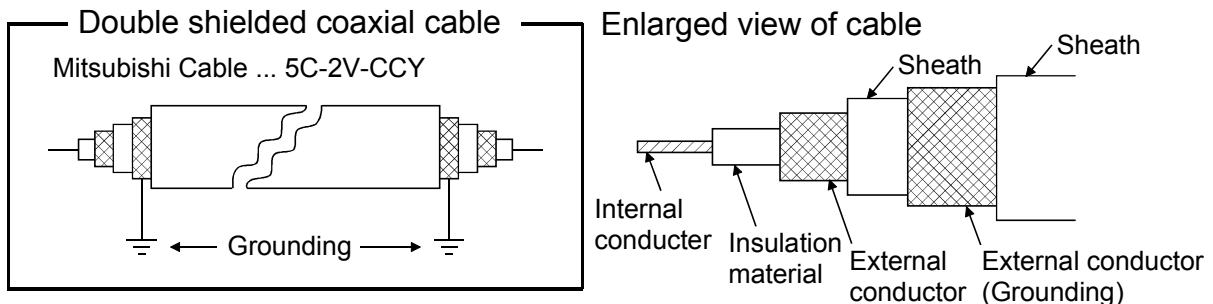 Double shielded coaxial cable
Mitsubishi Cable ... 5C-2V-CCY
Grounding
Enlarged view of cable
Sheath
Sheath
Internal
conducter
Insulation
material
External
conductor
External conductor
(Grounding)